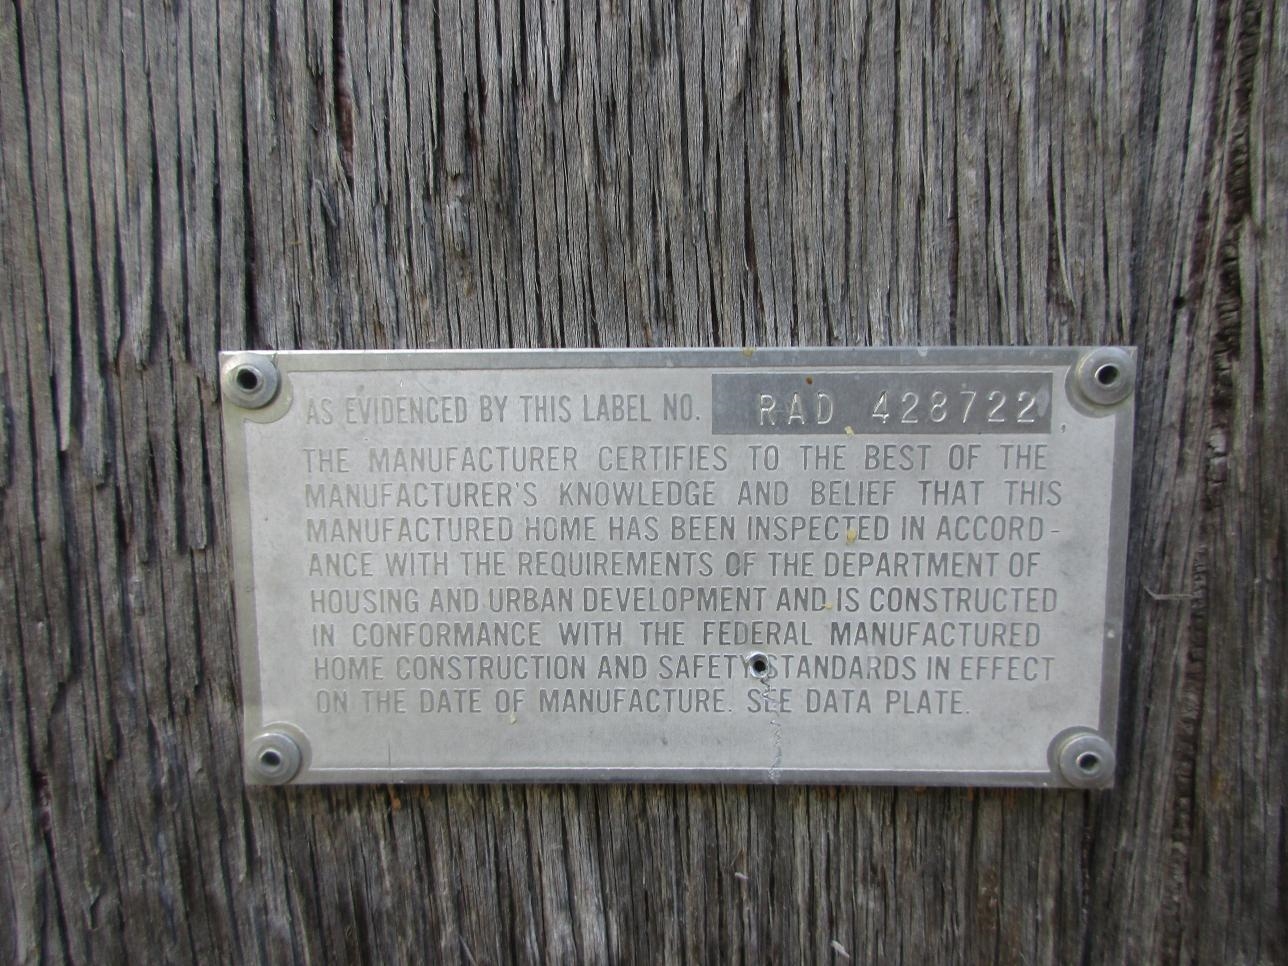 AS EVIDENCED BY THIS LABEL NO. RAD 428722
THE MANUFACTURER CERTIFIES TO THE BEST OF THE
MANUFACTURER'S KNOWLEDGE AND BELIEF THAT THIS
MANUFACTURED HOME HAS BEEN INSPECTED IN ACCORD-
ANCE WITH THE REQUIREMENTS OF THE DEPARTMENT OF
HOUSING AND URBAN DEVELOPMENT AND IS CONSTRUCTED
IN CONFORMANCE WITH THE FEDERAL MANUFACTURED
HOME CONSTRUCTION AND SAFETY STANDARDS IN EFFECT
ON THE DATE OF MANUFACTURE. SEE DATA PLATE.